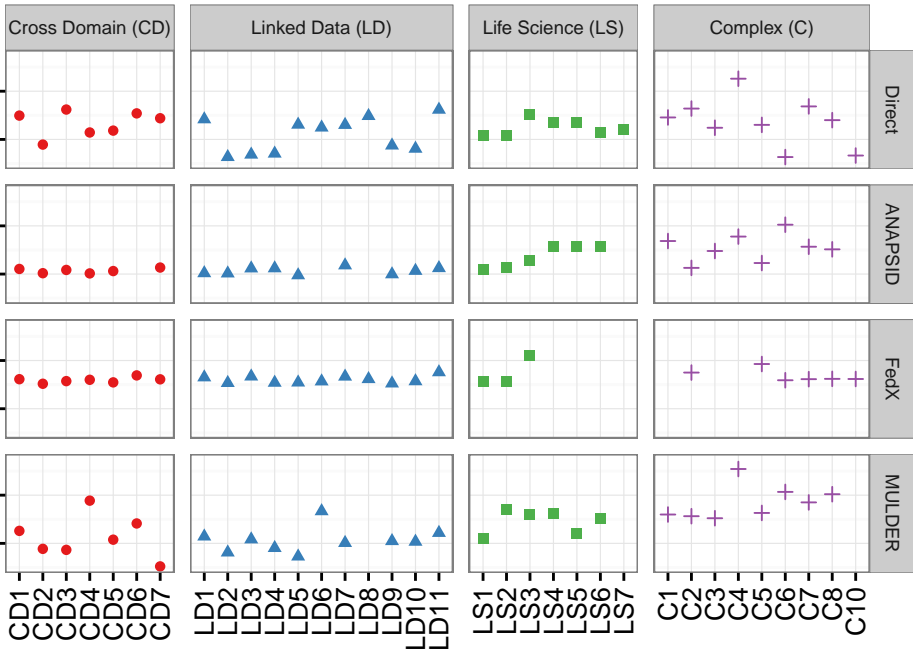 Cross Domain (CD)
Linked Data (LD)
Life Science (LS)
Complex (C)
Direct
ANAPSID
FedX
MULDER
CD1
CD2
CD3
CD4
CD5
CD6
CD7
LD1
LD2
LD3
LD4
LD5
LD6
LD7
LD8
LD9
LD10
LD11
LS1
LS2
LS3
LS4
LS5
LS6
LS7
C1
C2
C3
C4
C5
C6
C7
C8
C10